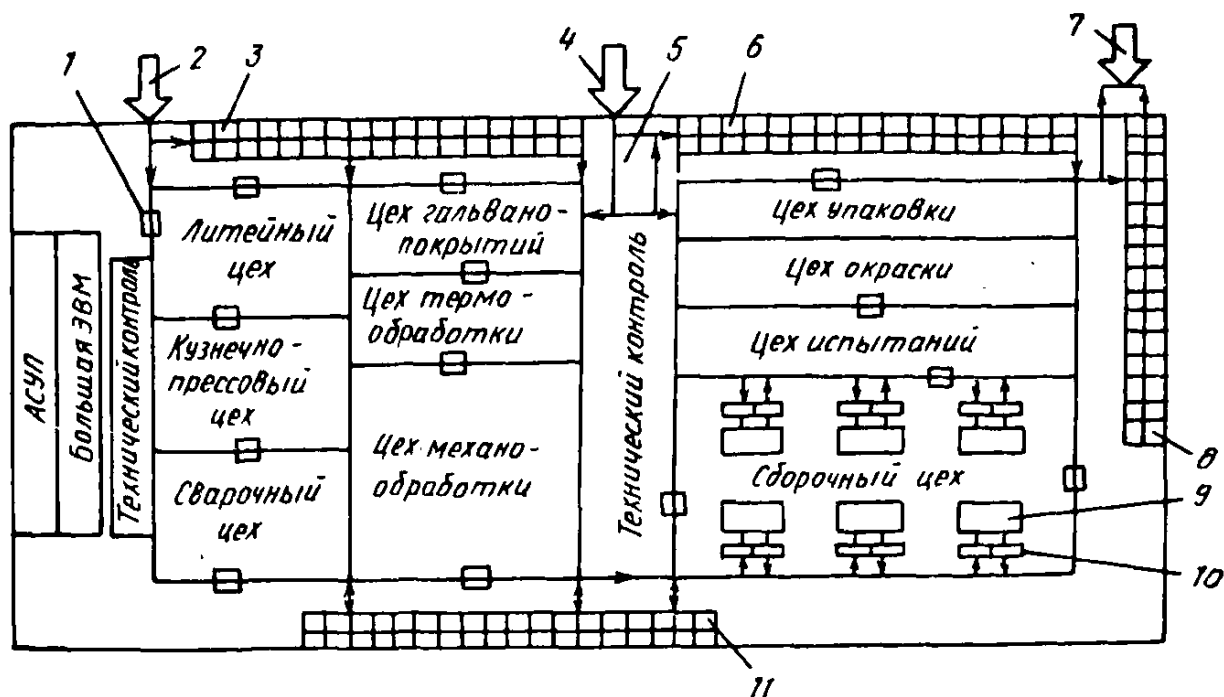 1
2
3
4
5
6
7
АСУП
Большая ЭВМ
Технический контроль
Литейный
цех
Кузнечно-
прессовый
цех
Сварочный
цех
Цех гальвано-
покрытий
Цех термо-
обработки
Цех механо-
обработки
Технический контроль
Цех упаковки
Цех окраски
Цех испытаний
Сборочный цех
8
9
10
11